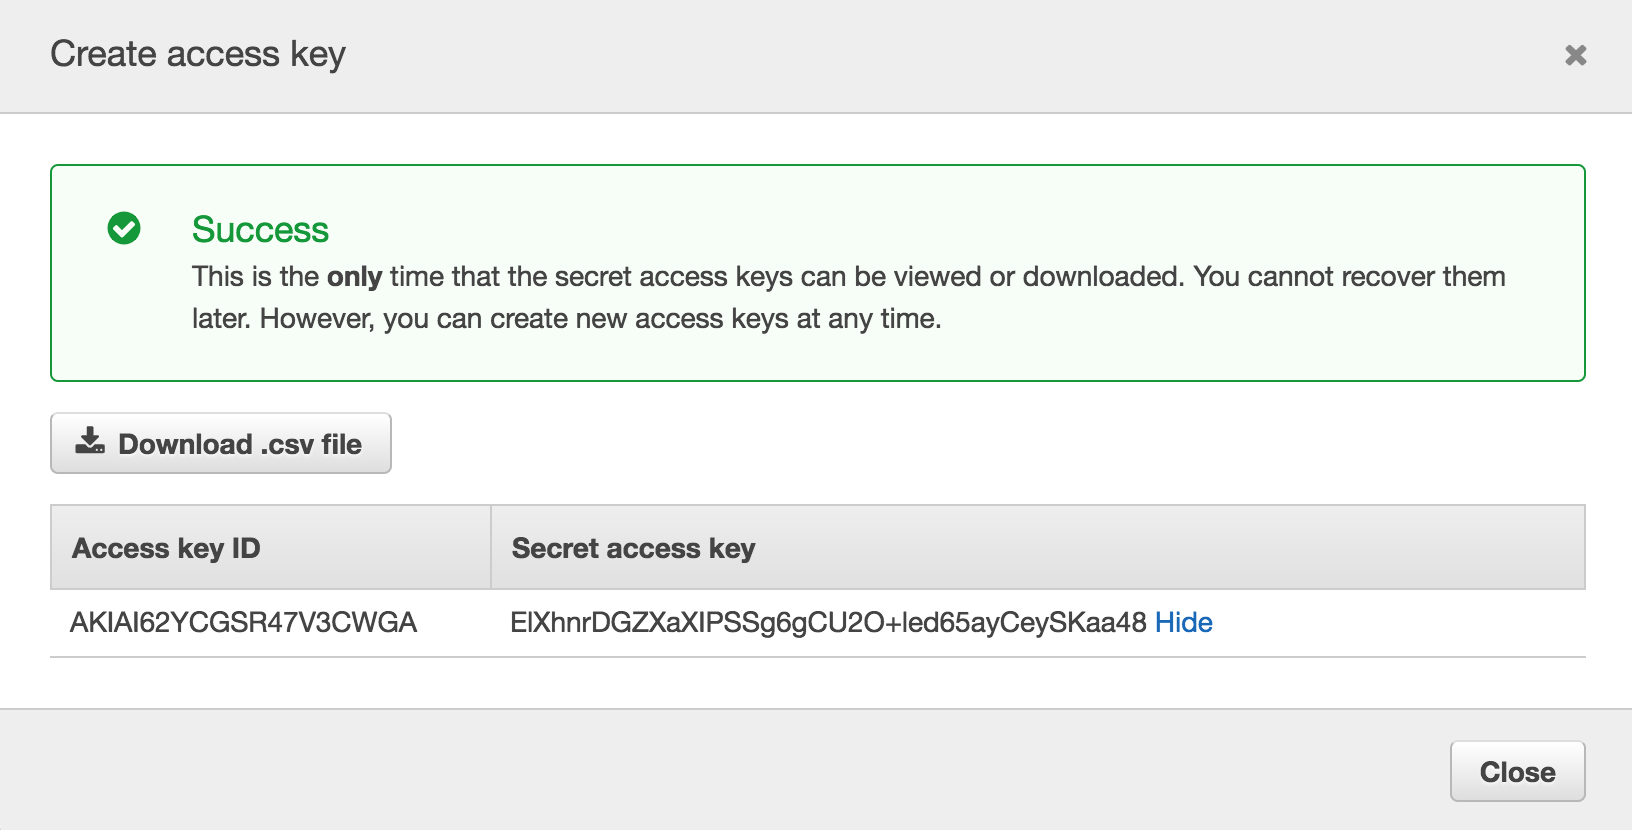 Create access key
Success
This is the only time that the secret access keys can be viewed or downloaded. You cannot recover them
later. However, you can create new access keys at any time.
Download .csv file
Access key ID
Secret access key
AKIAI62YCGSR47V3CWGA
ElXhnrDGZXaXIPSSg6gCU2O+led65ayCeySKaa48 Hide
Close